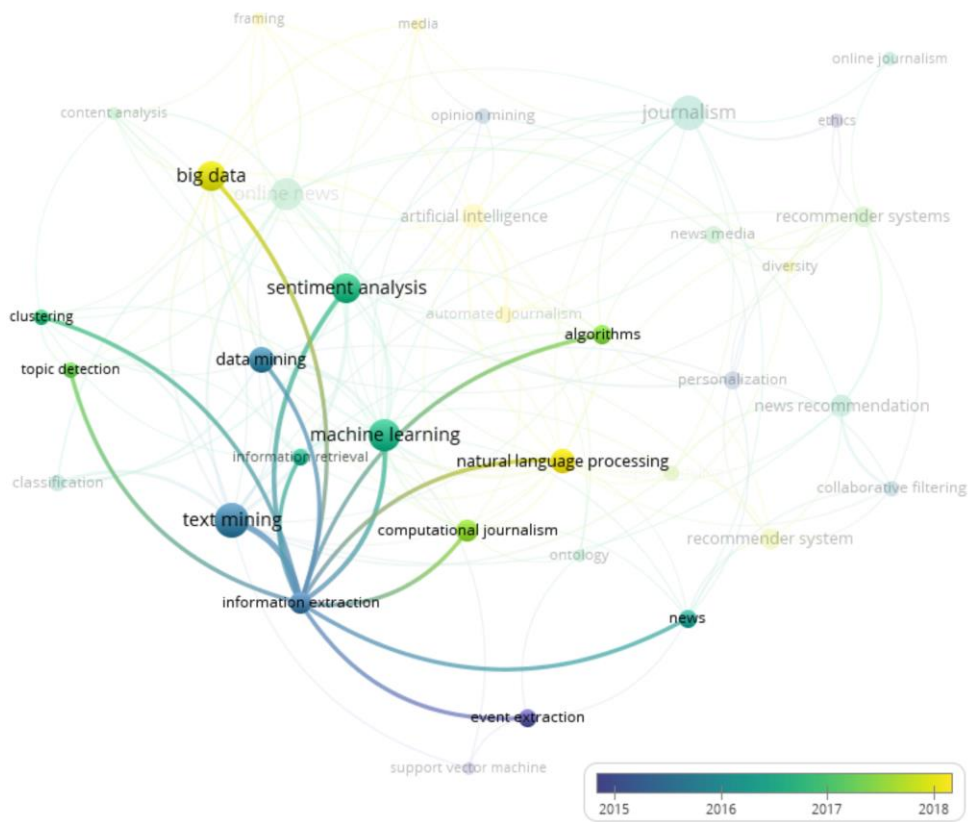 framing
media
online journalism
content analysis
opinion mining
journalism
ethics
big data
online news
artificial intelligence
recommender systems
news media
diversity
sentiment analysis
clustering
automated journalism
algorithms
data mining
topic detection
personalization
news recommendation
machine learning
information retrieval
natural language processing
classification
collaborative filtering
text mining
computational journalism
recommender system
ontology
information extraction
news
event extraction
support vector machine
2015 2016 2017 2018